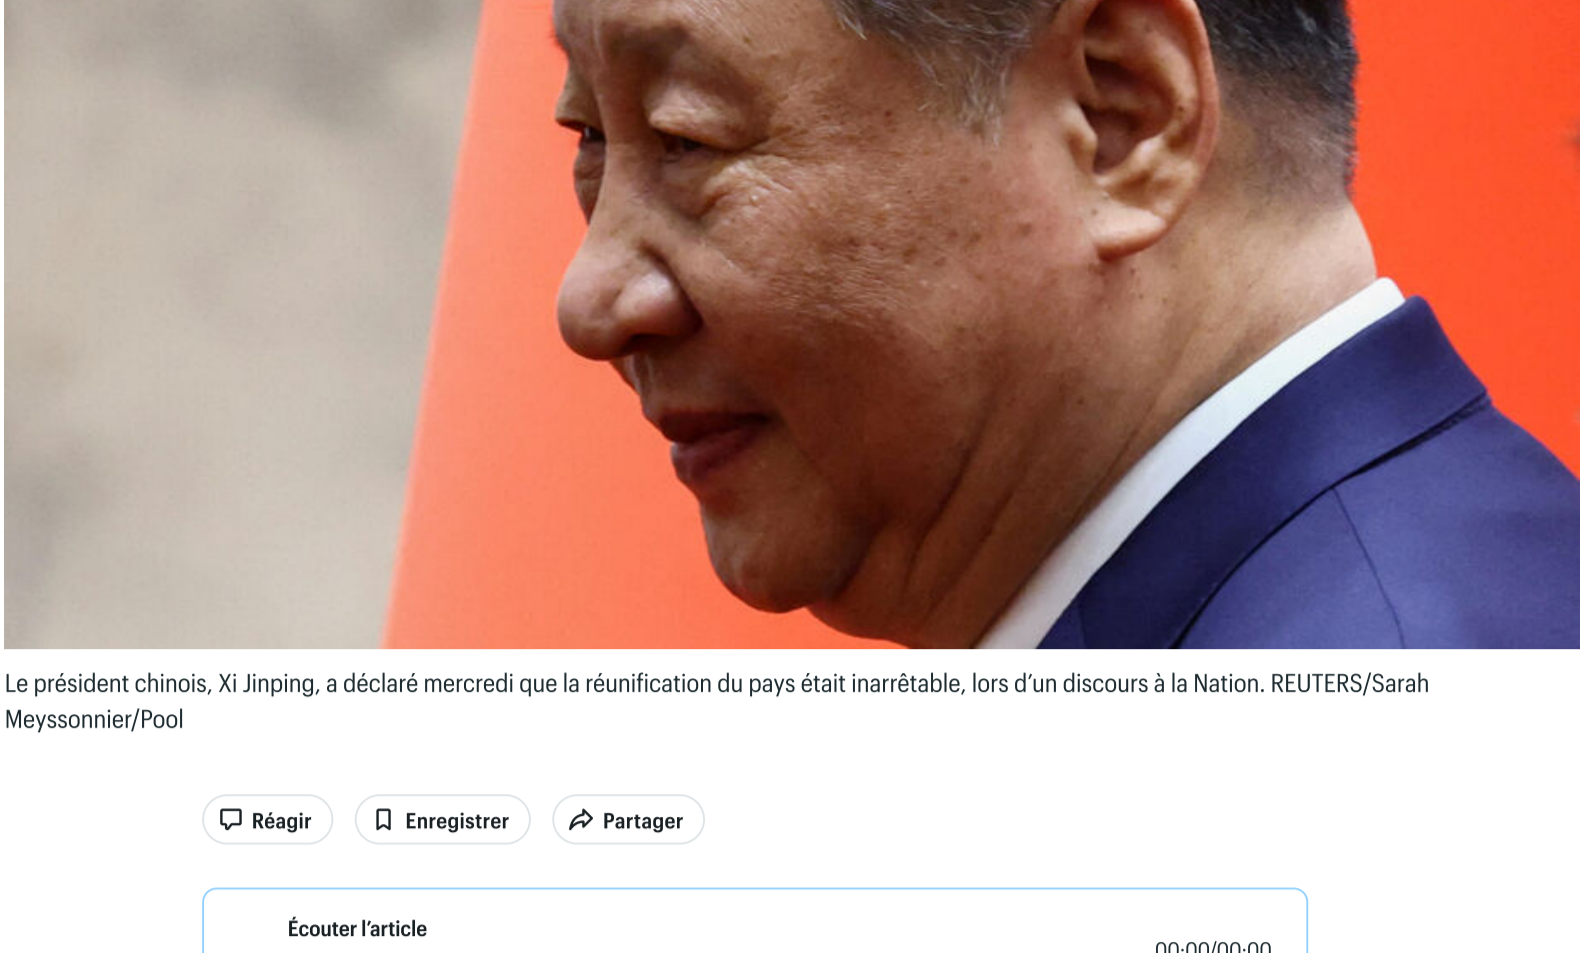 Le président chinois, Xi Jinping, a déclaré mercredi que la réunification du pays était inarrêtable, lors d’un discours à la Nation. REUTERS/Sarah
Meyssonnier/Pool
Réagir
Enregistrer
Partager
Écouter l’article
00:00/00:00